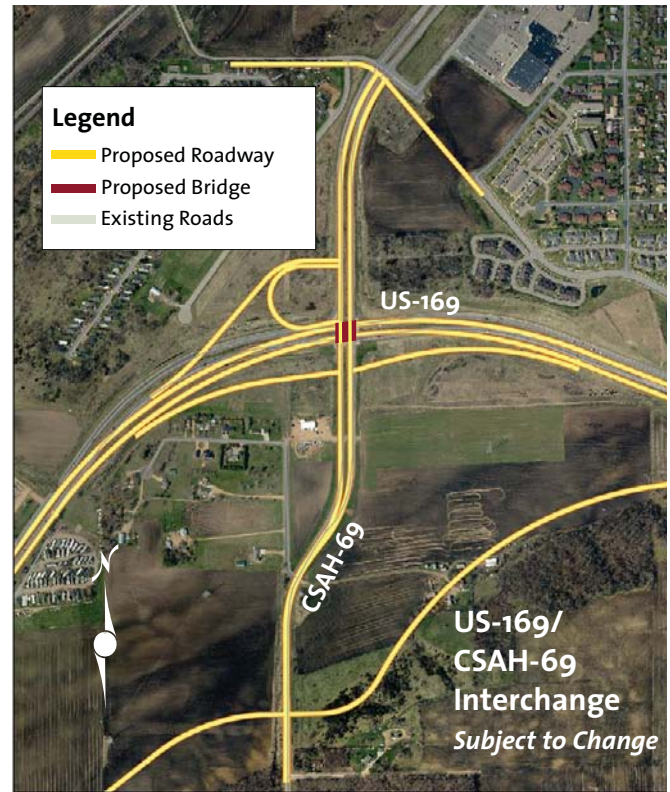 Legend
Proposed Roadway
Proposed Bridge
Existing Roads
US-169
CSAH-69
US-169/
CSAH-69
Interchange
Subject to Change
N